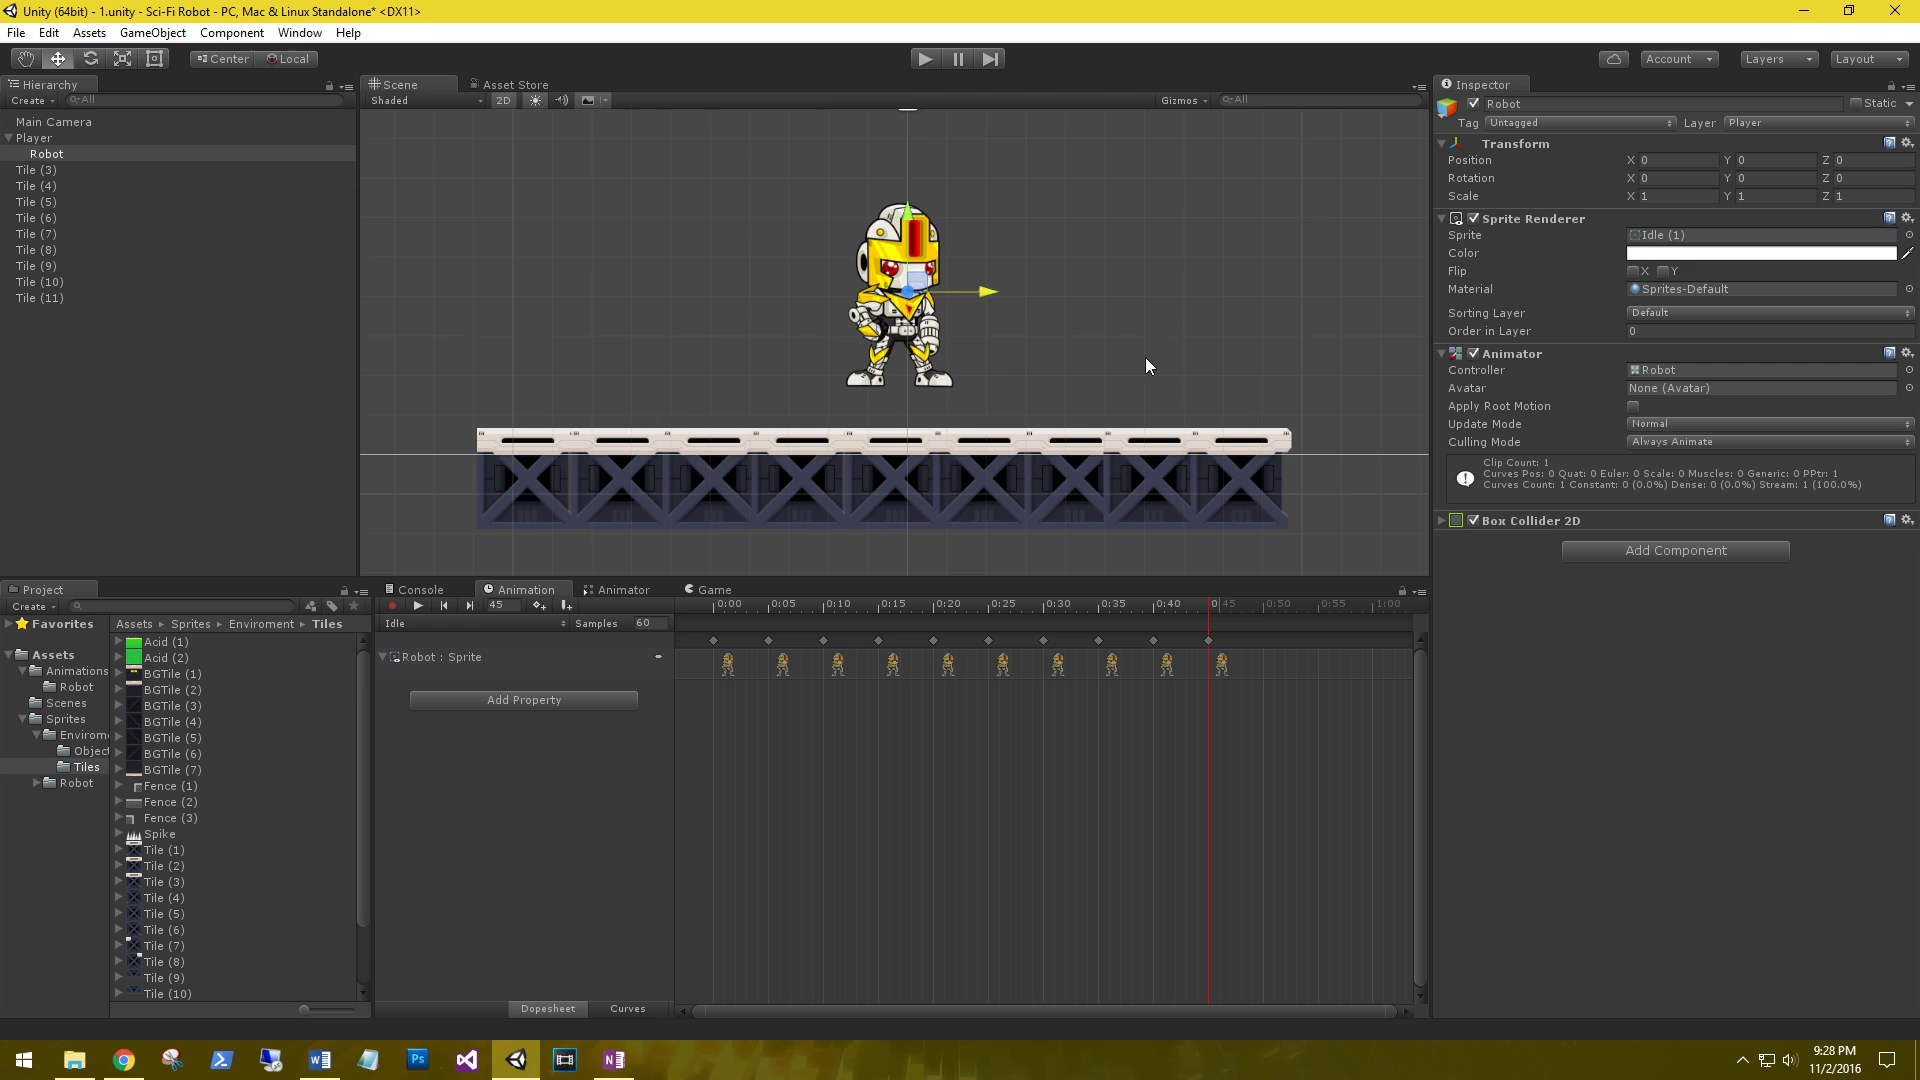 Unity (64bit) - 1.unity - Sci-Fi Robot - PC, Mac & Linux Standalone* <DX11>
File Edit Assets GameObject Component Window Help
Center Local Account Layers Layout
Hierarchy
Create All
Main Camera
Player
Robot
Tile (3)
Tile (4)
Tile (5)
Tile (6)
Tile (7)
Tile (8)
Tile (9)
Tile (10)
Tile (11)
Scene Asset Store
Shaded 2D Gizmos All
Inspector
Robot Static
Tag Untagged Layer Player
Transform
Position X 0 Y 0 Z 0
Rotation X 0 Y 0 Z 0
Scale X 1 Y 1 Z 1
Sprite Renderer
Sprite Idle (1)
Color
Flip X Y
Material Sprites-Default
Sorting Layer Default
Order in Layer 0
Animator
Controller Robot
Avatar None (Avatar)
Apply Root Motion
Update Mode Normal
Culling Mode Always Animate
Clip Count: 1
Curves Pos: 0 Quat: 0 Euler: 0 Scale: 0 Muscles: 0 Generic: 0 PPtr: 1
Curves Count: 1 Constant: 0 (0.0%) Dense: 0 (0.0%) Stream: 1 (100.0%)
Box Collider 2D
Add Component
Project
Create
Favorites
Assets
Animations
Robot
Scenes
Sprites
Envirom
Object
Tiles
Robot
Assets Sprites Enviroment Tiles
Acid (1)
Acid (2)
BGTile (1)
BGTile (2)
BGTile (3)
BGTile (4)
BGTile (5)
BGTile (6)
BGTile (7)
Fence (1)
Fence (2)
Fence (3)
Spike
Tile (1)
Tile (2)
Tile (3)
Tile (4)
Tile (5)
Tile (6)
Tile (7)
Tile (8)
Tile (9)
Tile (10)
Console Animation Animator Game
45 0:00 0:05 0:10 0:15 0:20 0:25 0:30 0:35 0:40 0:45 0:50 0:55 1:00
Idle Samples 60
Robot : Sprite
Add Property
Dopesheet Curves
9:28 PM
11/2/2016